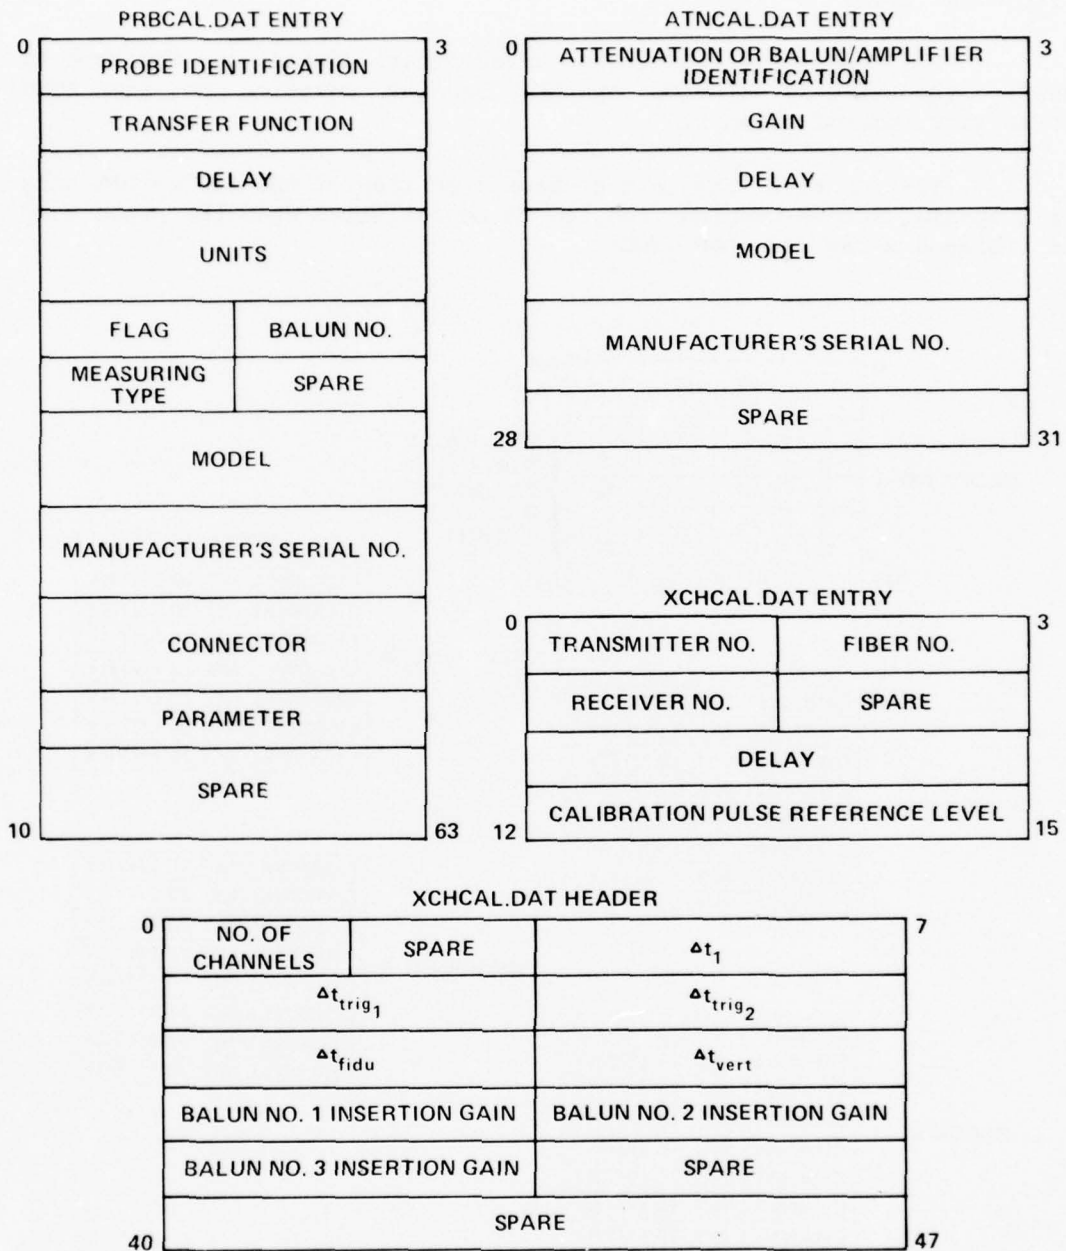 PRBCAL.DAT ENTRY
0 3
PROBE IDENTIFICATION
TRANSFER FUNCTION
DELAY
UNITS
FLAG BALUN NO.
MEASURING
TYPE
SPARE
MODEL
MANUFACTURER'S SERIAL NO.
CONNECTOR
PARAMETER
SPARE
10 63
ATNCAL.DAT ENTRY
0 3
ATTENUATION OR BALUN/AMPLIFIER
IDENTIFICATION
GAIN
DELAY
MODEL
MANUFACTURER'S SERIAL NO.
SPARE
28 31
XCHCAL.DAT ENTRY
0 3
TRANSMITTER NO. FIBER NO.
RECEIVER NO. SPARE
DELAY
CALIBRATION PULSE REFERENCE LEVEL
12 15
XCHCAL.DAT HEADER
0 7
NO. OF
CHANNELS
SPARE
Δt1
Δttrig1 Δttrig2
Δtfidu Δtvert
BALUN NO. 1 INSERTION GAIN BALUN NO. 2 INSERTION GAIN
BALUN NO. 3 INSERTION GAIN SPARE
SPARE
40 47